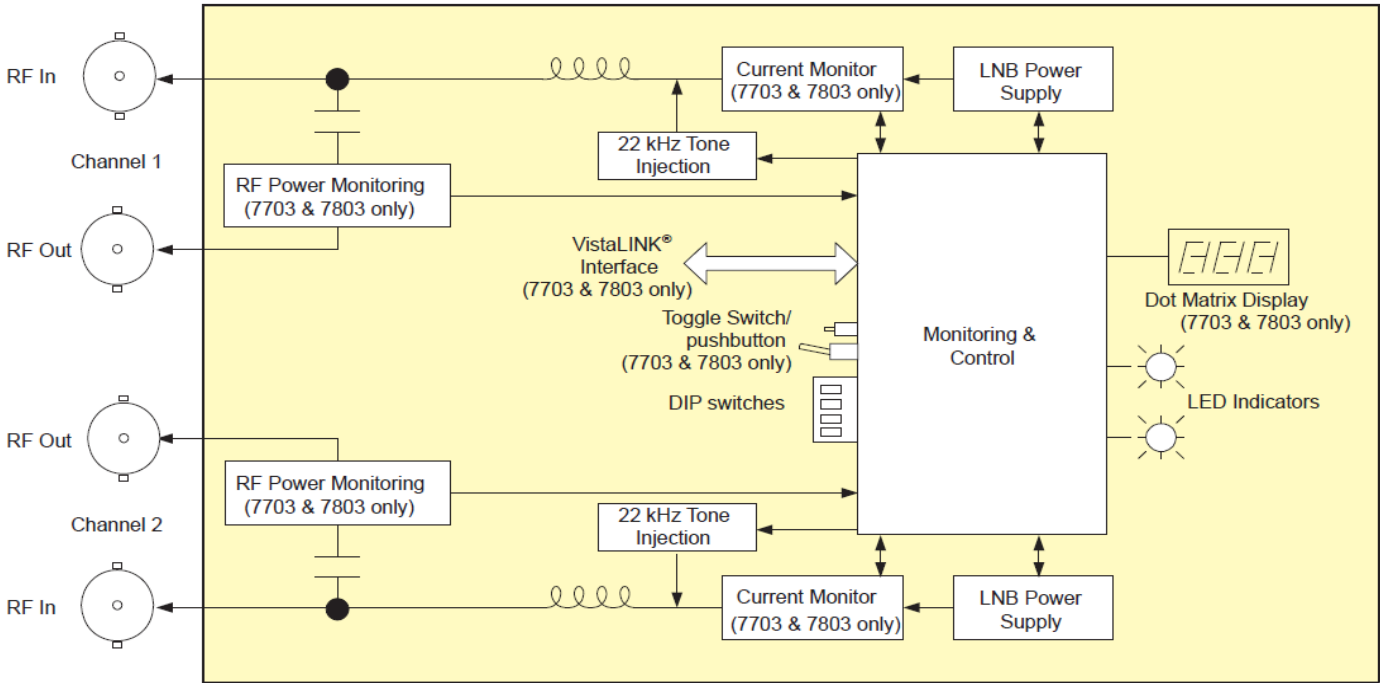 RF In
Channel 1
RF Out
RF Power Monitoring
(7703 & 7803 only)
22 kHz Tone
Injection
Current Monitor
(7703 & 7803 only)
LNB Power
Supply
VistaLINK®
Interface
(7703 & 7803 only)
Toggle Switch/
pushbutton
(7703 & 7803 only)
DIP switches
Monitoring &
Control
Dot Matrix Display
(7703 & 7803 only)
LED Indicators
RF Out
Channel 2
RF In
RF Power Monitoring
(7703 & 7803 only)
22 kHz Tone
Injection
Current Monitor
(7703 & 7803 only)
LNB Power
Supply